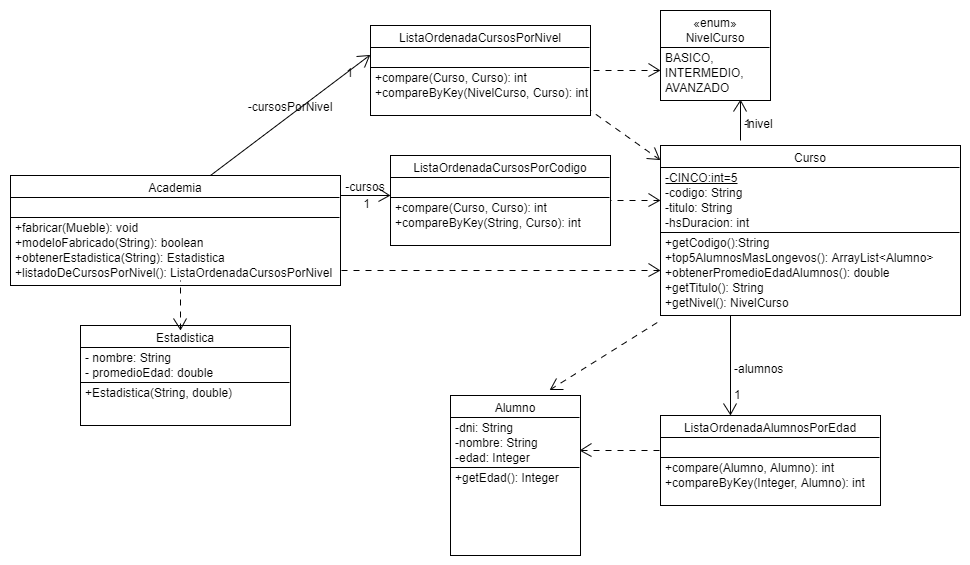 ListaOrdenadaCursosPorNivel
+compare(Curso, Curso): int
+compareByKey(NivelCurso, Curso): int
«enum»
NivelCurso
BASICO,
INTERMEDIO,
AVANZADO
1
-cursosPorNivel
-nivel
1
Academia
+fabricar(Mueble): void
+modeloFabricado(String): boolean
+obtenerEstadistica(String): Estadistica
+listadoDeCursosPorNivel(): ListaOrdenadaCursosPorNivel
-cursos
1
ListaOrdenadaCursosPorCodigo
+compare(Curso, Curso): int
+compareByKey(String, Curso): int
Curso
-CINCO:int=5
-codigo: String
-titulo: String
-hsDuracion: int
+getCodigo():String
+top5AlumnosMasLongevos(): ArrayList<Alumno>
+obtenerPromedioEdadAlumnos(): double
+getTitulo(): String
+getNivel(): NivelCurso
Estadistica
- nombre: String
- promedioEdad: double
+Estadistica(String, double)
-alumnos
1
Alumno
-dni: String
-nombre: String
-edad: Integer
+getEdad(): Integer
ListaOrdenadaAlumnosPorEdad
+compare(Alumno, Alumno): int
+compareByKey(Integer, Alumno): int